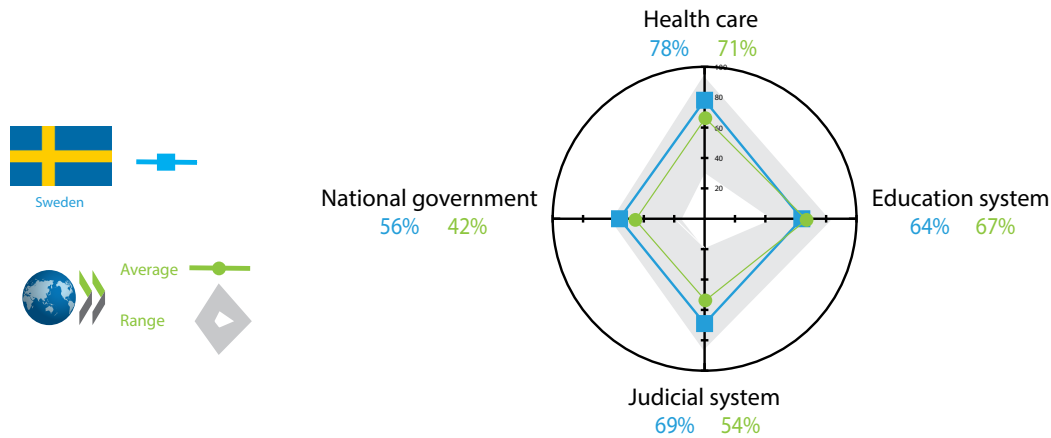 Health care
78% 71%
100
80
60
40
20
Sweden
National government
56% 42%
Education system
64% 67%
Average
Range
Judicial system
69% 54%